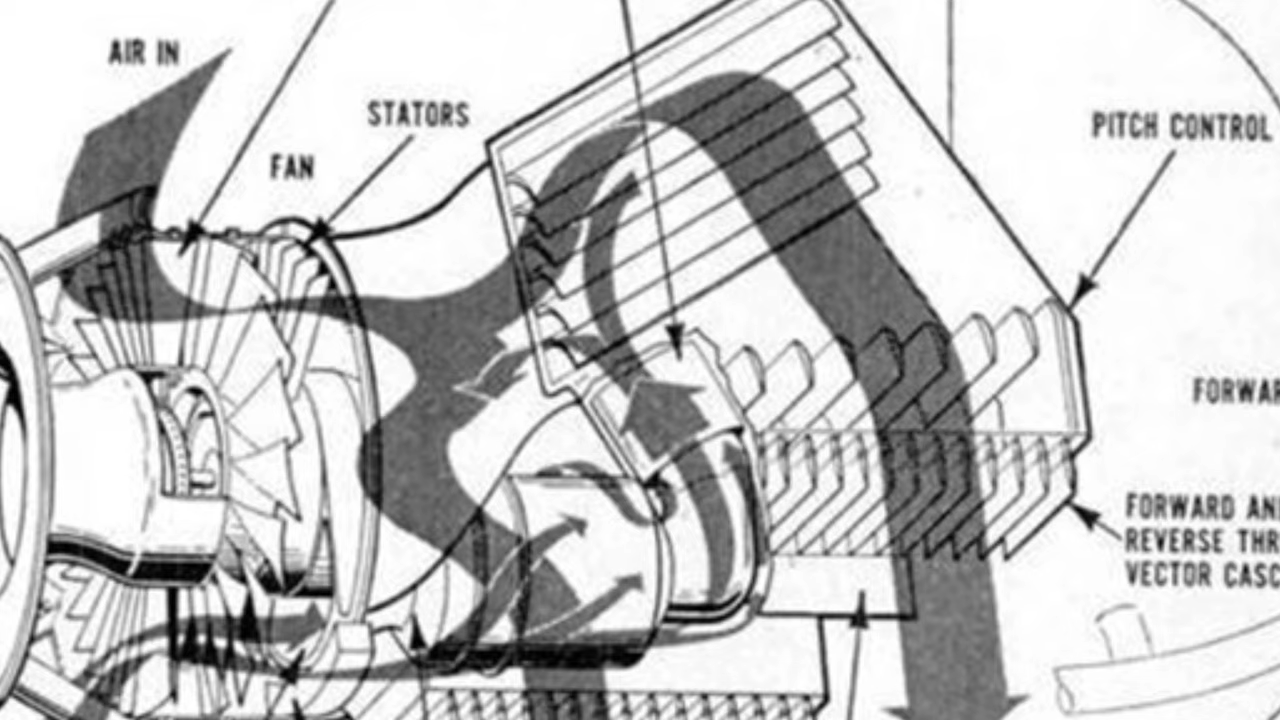 AIR IN
STATORS
PITCH CONTROL
FAN
FORWAR
FORWARD AN
REVERSE THR
VECTOR CASC